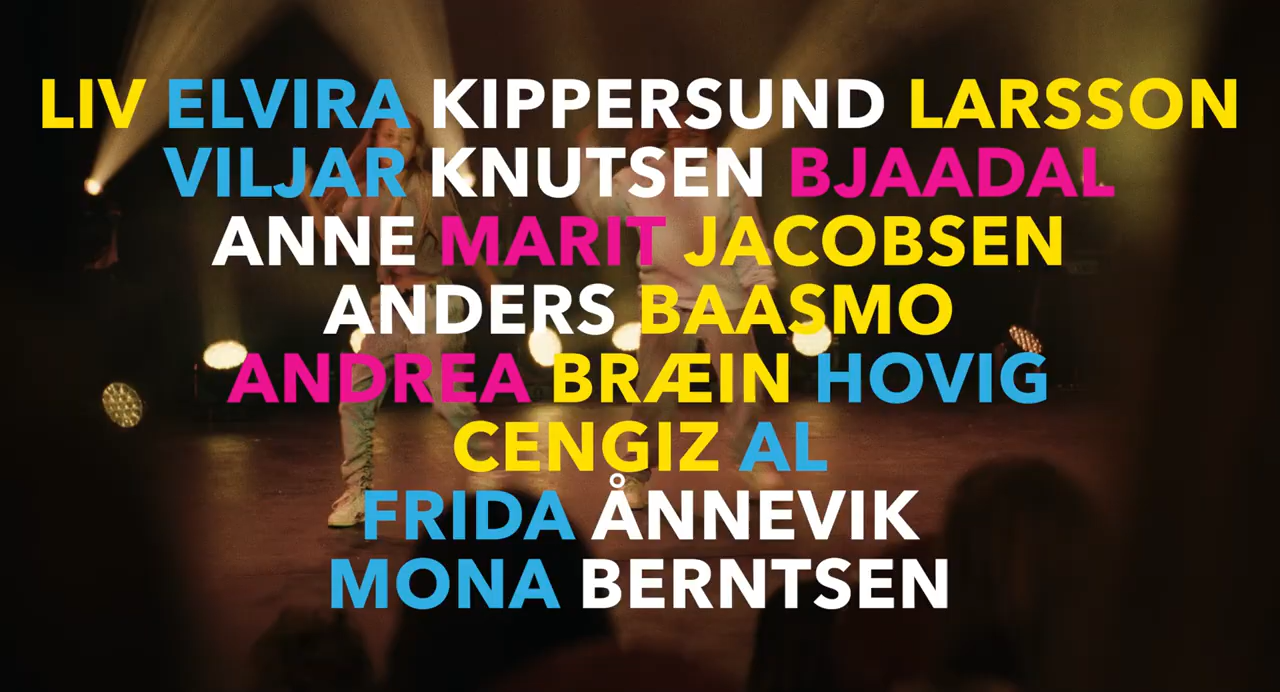 LIV ELVIRA KIPPERSUND LARSSON
VILJAR KNUTSEN BJAADAL
ANNE MARIT JACOBSEN
ANDERS BAASMO
ANDREA BRÆIN HOVIG
CENGIZ AL
FRIDA ÅNNEVIK
MONA BERNTSEN